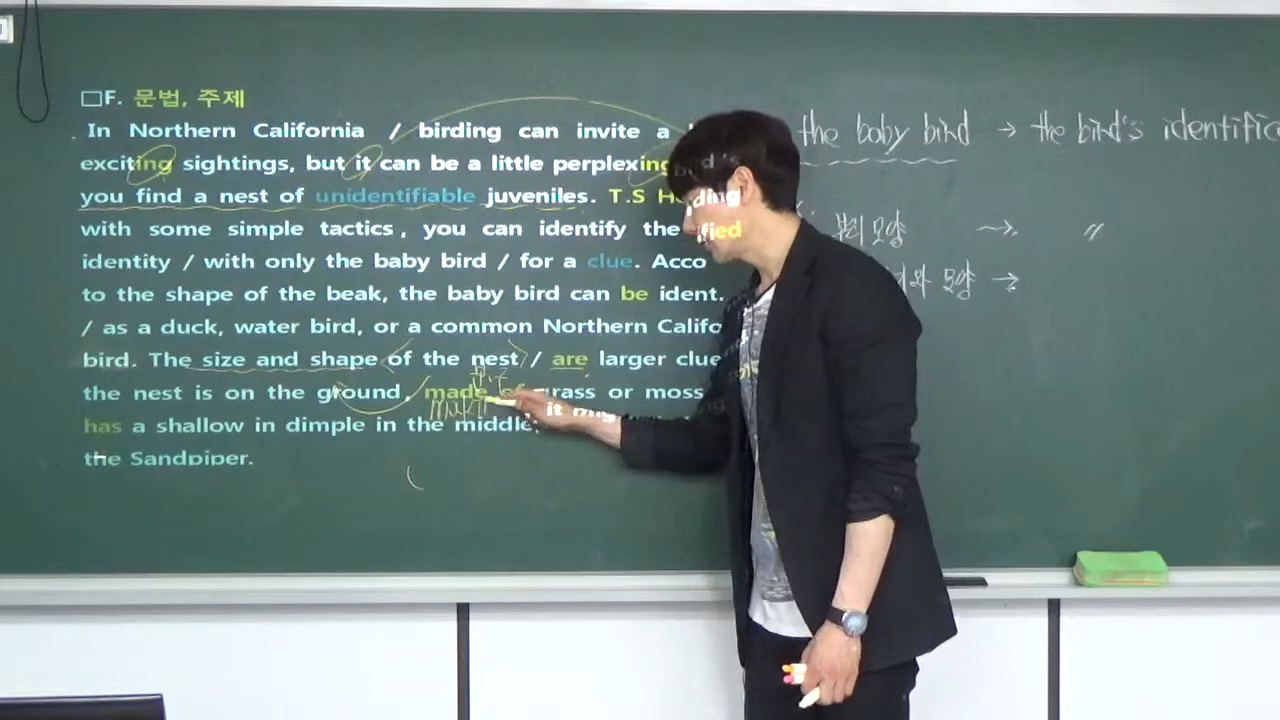 □F. 문법, 주제
In Northern California / birding can invite a
exciting sightings, but it can be a little perplexing
you find a nest of unidentifiable juveniles. T.S
with some simple tactics, you can identify the
identity / with only the baby bird / for a clue.
to the shape of the beak, the baby bird can be
/ as a duck, water bird, or a common Northern
bird. The size and shape of the nest / are larger
the nest is on the ground, made of grass or moss
has a shallow in dimple in the middle, it
the Sandpiper.
the baby bird → the bird's
부리 모양 → 〃
모양 →